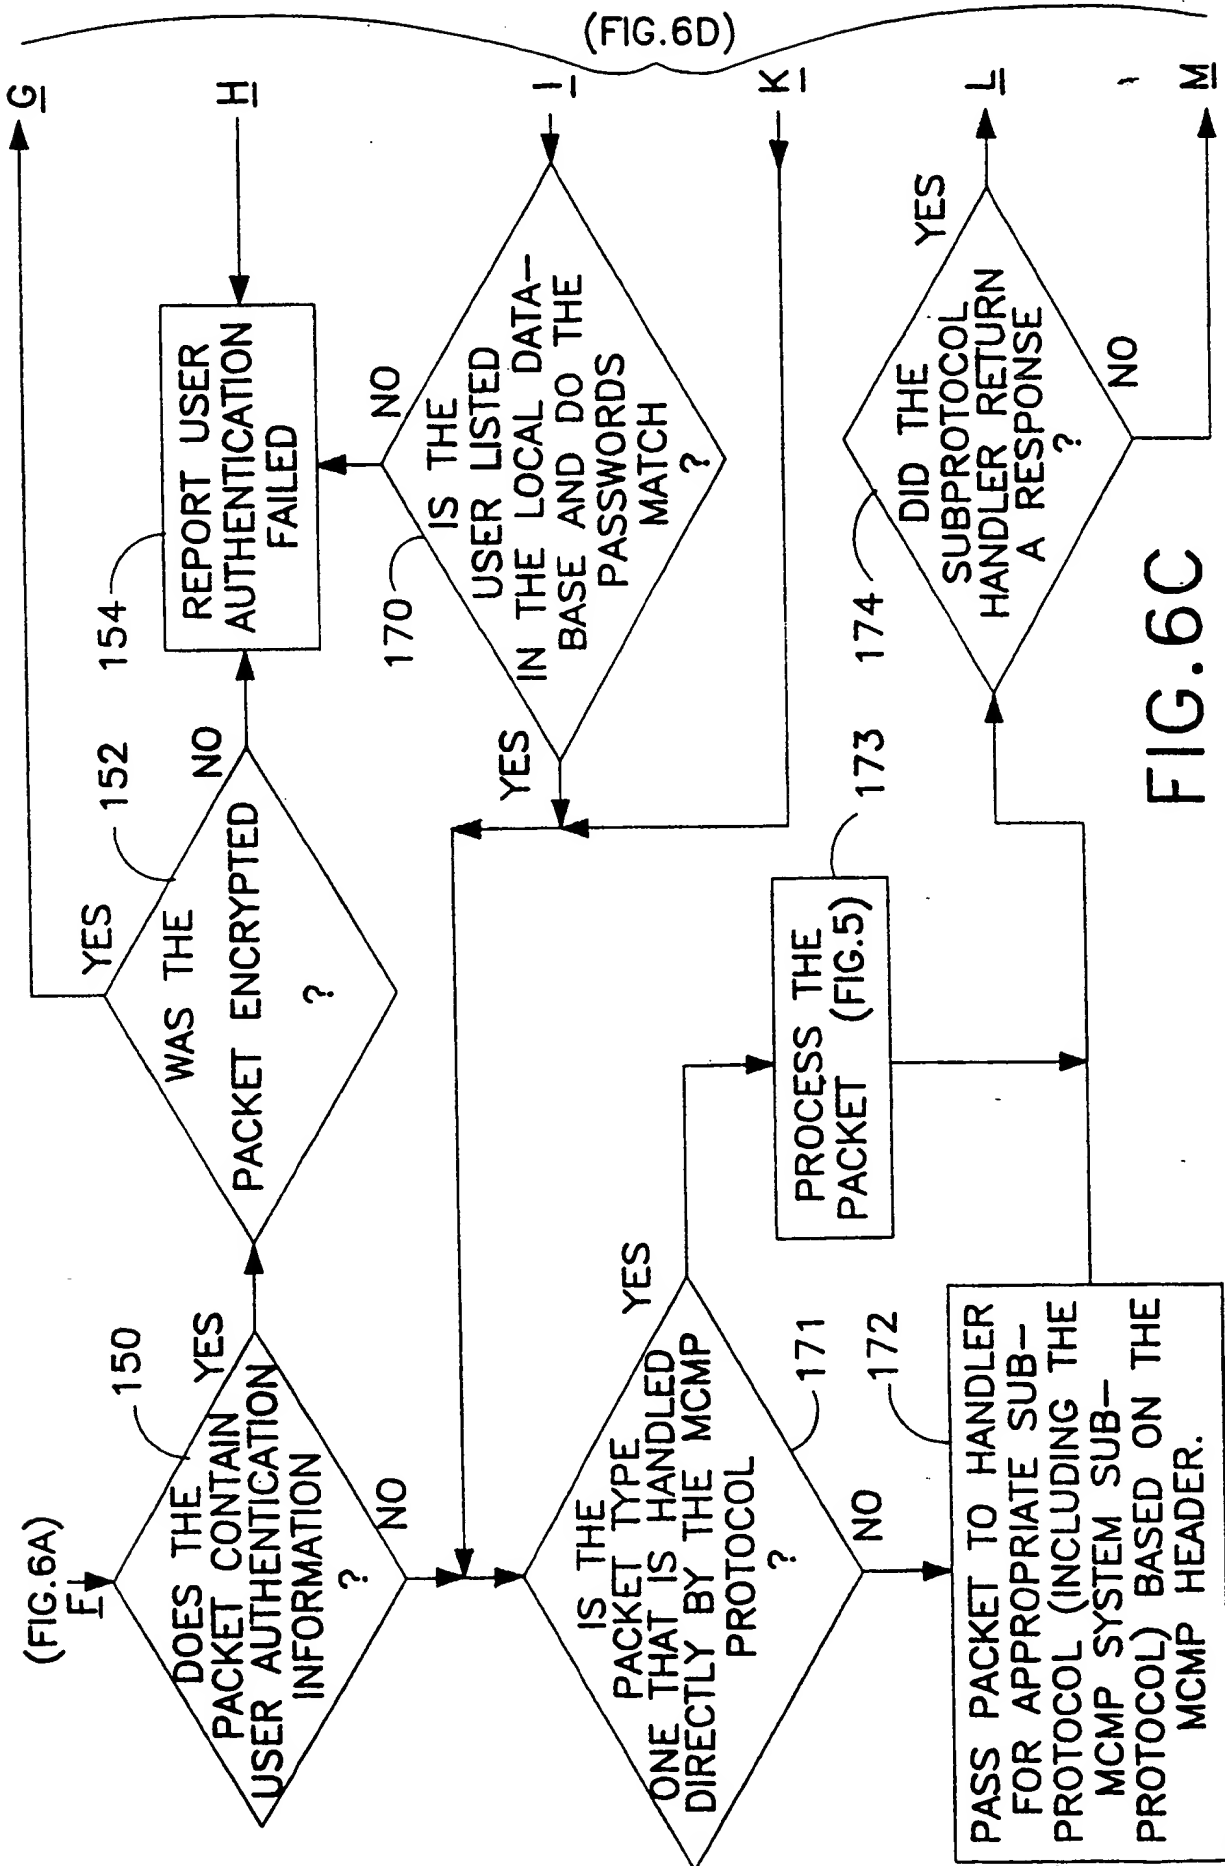 (FIG.6A)
F
DOES THE
PACKET CONTAIN
USER AUTHENTICATION
INFORMATION
?
150
YES
NO
WAS THE
PACKET ENCRYPTED
?
152
YES
NO
G
154
REPORT USER
AUTHENTICATION
FAILED
H
IS THE
USER LISTED
IN THE LOCAL DATA-
BASE AND DO THE
PASSWORDS
MATCH
?
170
NO
YES
I
K
(FIG.6D)
IS THE
PACKET TYPE
ONE THAT IS HANDLED
DIRECTLY BY THE MCMP
PROTOCOL
?
171
YES
NO
PROCESS THE
PACKET (FIG.5)
173
172
PASS PACKET TO HANDLER
FOR APPROPRIATE SUB-
PROTOCOL (INCLUDING THE
MCMP SYSTEM SUB-
PROTOCOL) BASED ON THE
MCMP HEADER.
DID THE
SUBPROTOCOL
HANDLER RETURN
A RESPONSE
?
174
YES
NO
L
M
FIG.6C